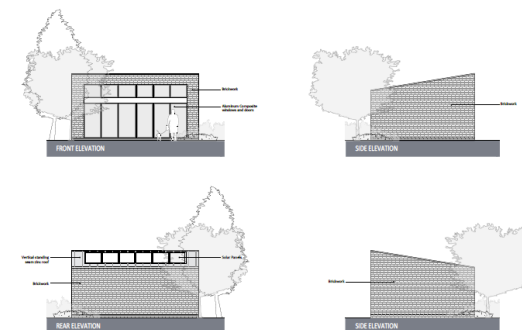 Brickwork
Aluminum Composite
windows and doors
FRONT ELEVATION
Brickwork
SIDE ELEVATION
Vertical standing
seam zinc roof
Solar Panels
Brickwork
REAR ELEVATION
Brickwork
SIDE ELEVATION